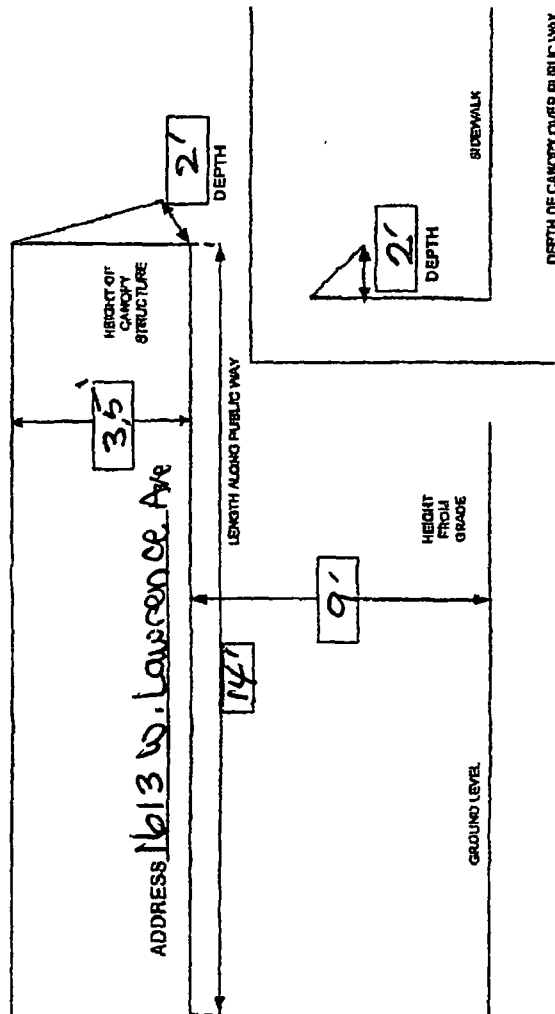 ADDRESS 1613 W. Lawrence Ave
3,5'
HEIGHT OF
CANOPY
STRUCTURE
2'
DEPTH
14'
LENGTH ALONG PUBLIC WAY
9'
HEIGHT
FROM
GRADE
GROUND LEVEL
2'
DEPTH
SIDEWALK
DEPTH OF CANOPY OVER PUBLIC WAY